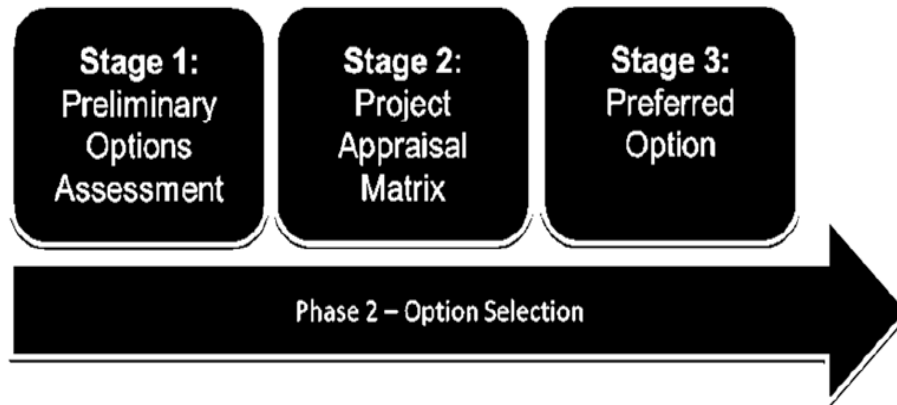 Stage 1:
Preliminary
Options
Assessment
Stage 2:
Project
Appraisal
Matrix
Stage 3:
Preferred
Option
Phase 2 – Option Selection